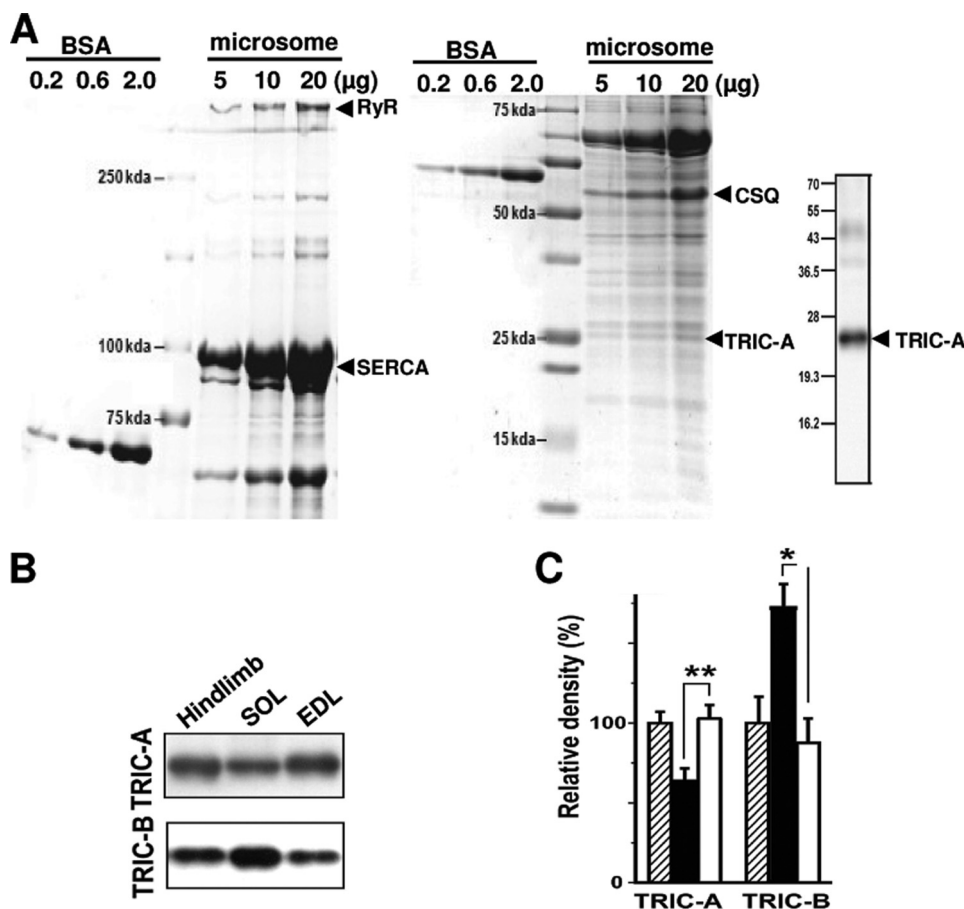 A
BSA
microsome
0.2 0.6 2.0
5 10 20 (μg)
RyR
250 kda
100 kda
SERCA
75 kda
BSA
microsome
0.2 0.6 2.0
5 10 20 (μg)
75 kda
CSQ
50 kda
25 kda
TRIC-A
15 kda
70
55
43
36.5
28
TRIC-A
19.3
16.2
B
Hindlimb SOL EDL
TRIC-A
TRIC-B
C
Relative density (%)
*
**
100
0
TRIC-A TRIC-B